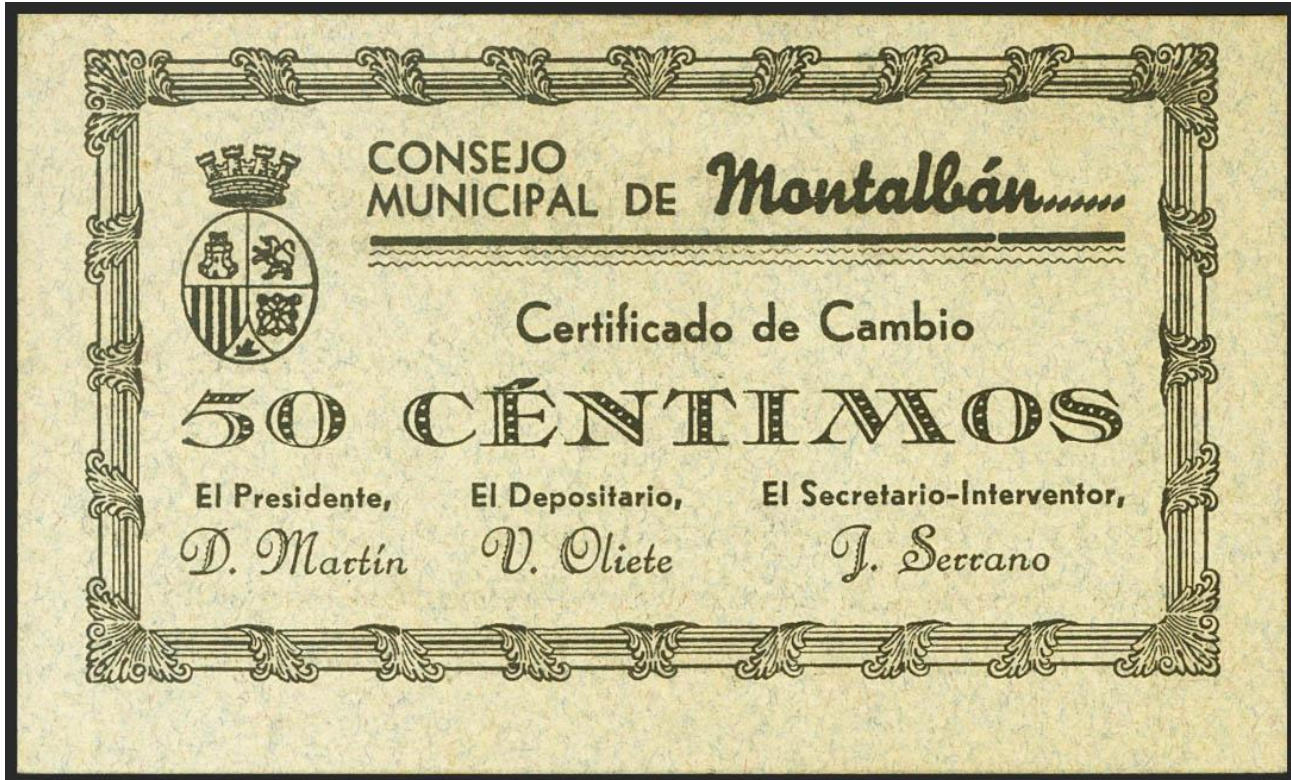 CONSEJO
MUNICIPAL DE Montalbán......
Certificado de Cambio
50 CÉNTIMOS
El Presidente, El Depositario, El Secretario-Interventor,
D. Martín V. Oliete J. Serrano